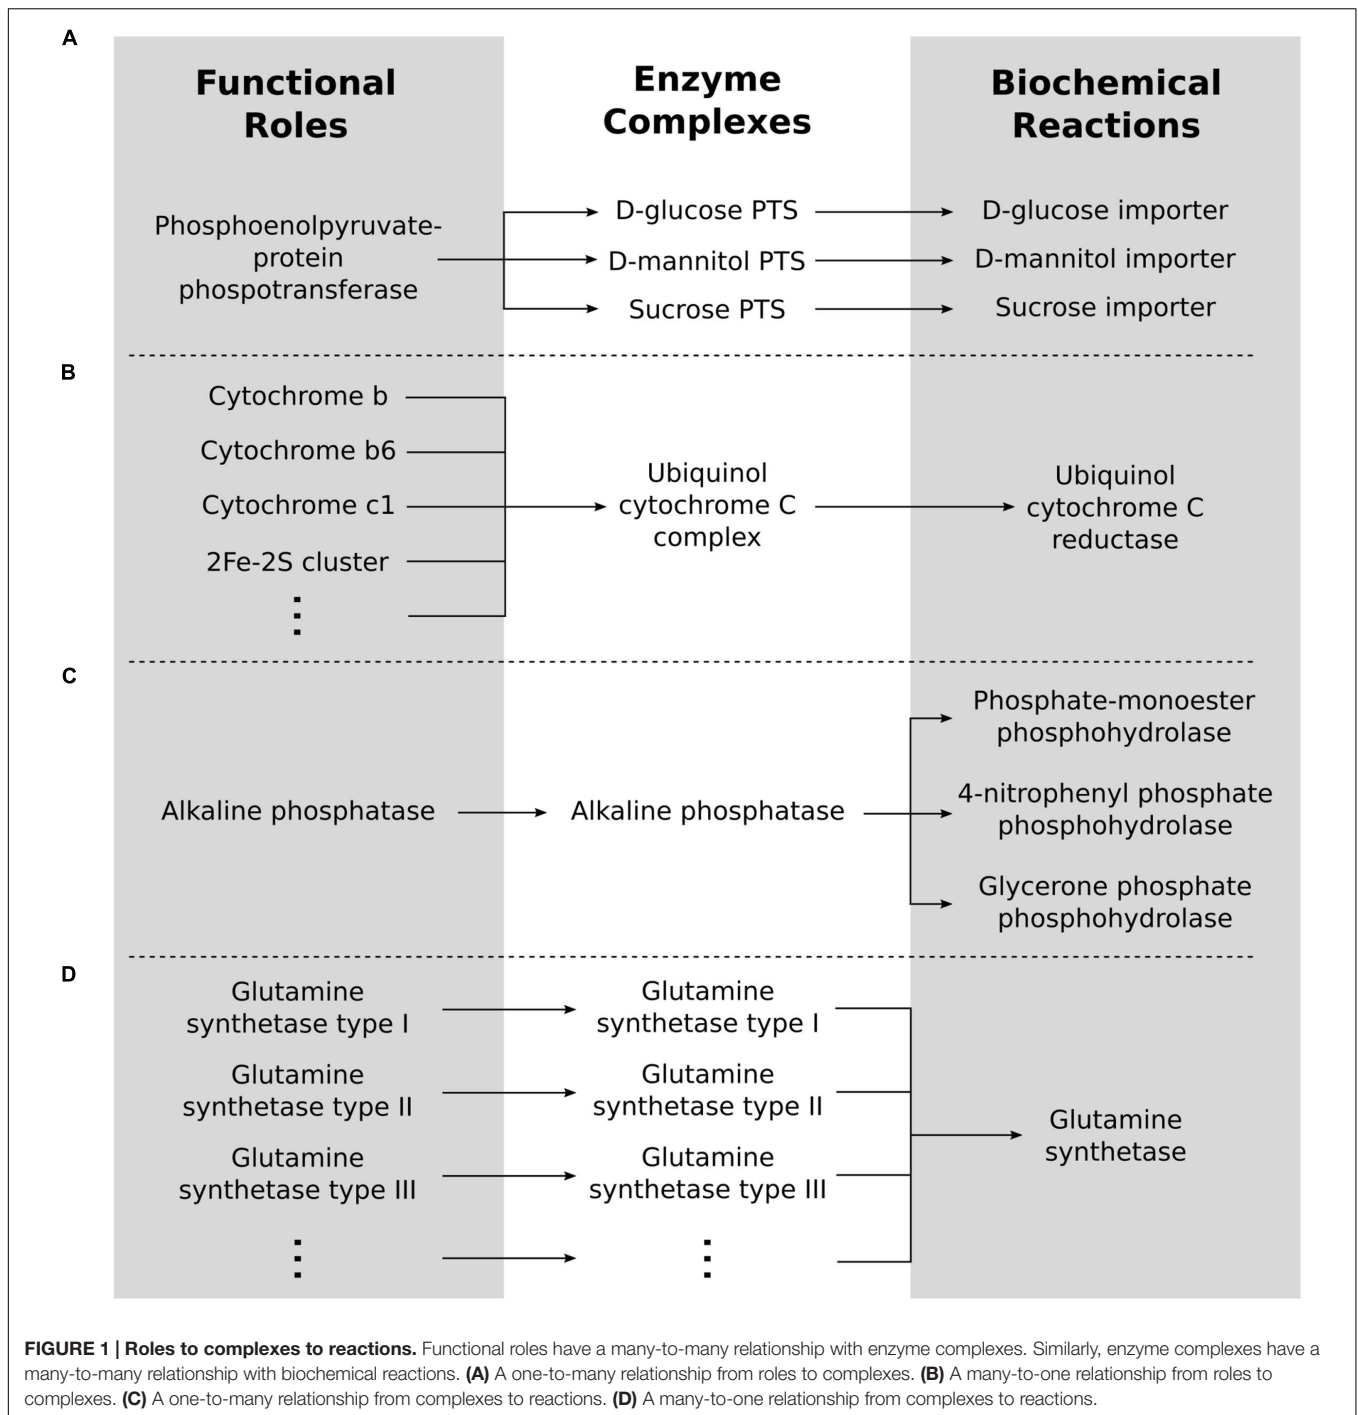 A
Functional
Roles
Enzyme
Complexes
Biochemical
Reactions
Phosphoenolpyruvate-
protein
phospotransferase
D-glucose PTS
D-mannitol PTS
Sucrose PTS
D-glucose importer
D-mannitol importer
Sucrose importer
B
Cytochrome b
Cytochrome b6
Cytochrome c1
2Fe-2S cluster
Ubiquinol
cytochrome C
complex
Ubiquinol
cytochrome C
reductase
C
Alkaline phosphatase
Alkaline phosphatase
Phosphate-monoester
phosphohydrolase
4-nitrophenyl phosphate
phosphohydrolase
Glycerone phosphate
phosphohydrolase
D
Glutamine
synthetase type I
Glutamine
synthetase type II
Glutamine
synthetase type III
Glutamine
synthetase type I
Glutamine
synthetase type II
Glutamine
synthetase type III
Glutamine
synthetase
FIGURE 1 | Roles to complexes to reactions. Functional roles have a many-to-many relationship with enzyme complexes. Similarly, enzyme complexes have a
many-to-many relationship with biochemical reactions. (A) A one-to-many relationship from roles to complexes. (B) A many-to-one relationship from roles to
complexes. (C) A one-to-many relationship from complexes to reactions. (D) A many-to-one relationship from complexes to reactions.